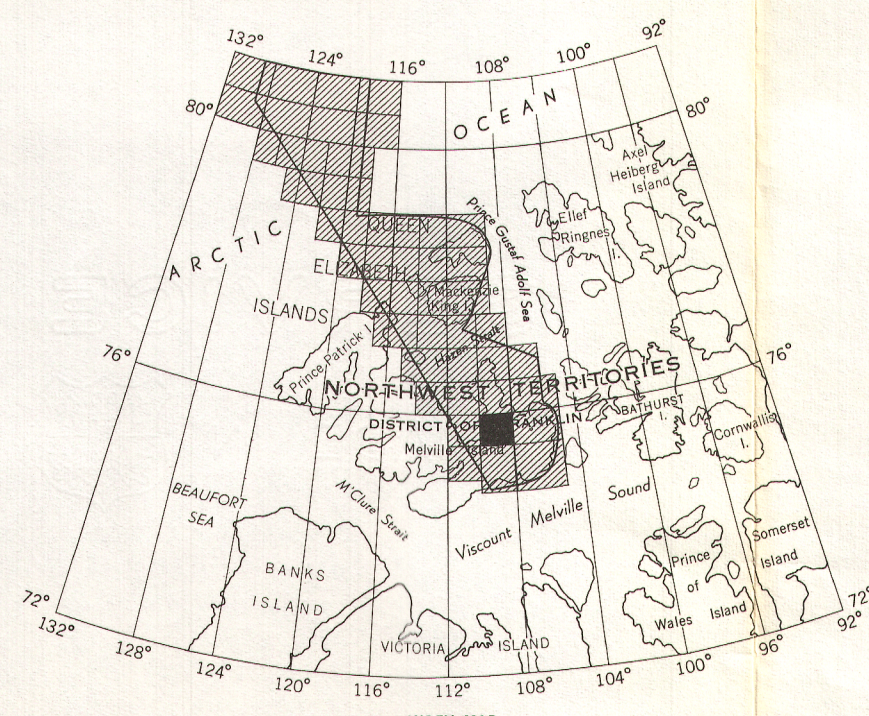 132°
124°
116°
108°
100°
92°
80°
80°
OCEAN
Axel
Heiberg
Island
ARCTIC
QUEEN
ELIZABETH
ISLANDS
Prince Gustaf Adolf Sea
Ellef
Ringnes
I.
Mackenzie
King I.
Hazen Strait
Prince Patrick I.
76°
76°
NORTHWEST TERRITORIES
DISTRICT OF FRANKLIN
BATHURST
I.
Cornwallis
I.
Melville Island
BEAUFORT
SEA
M'Clure Strait
Viscount Melville Sound
Somerset
Island
BANKS
ISLAND
Prince
of
Wales Island
VICTORIA ISLAND
72°
72°
132°
128°
124°
120°
116°
112°
108°
104°
100°
96°
92°